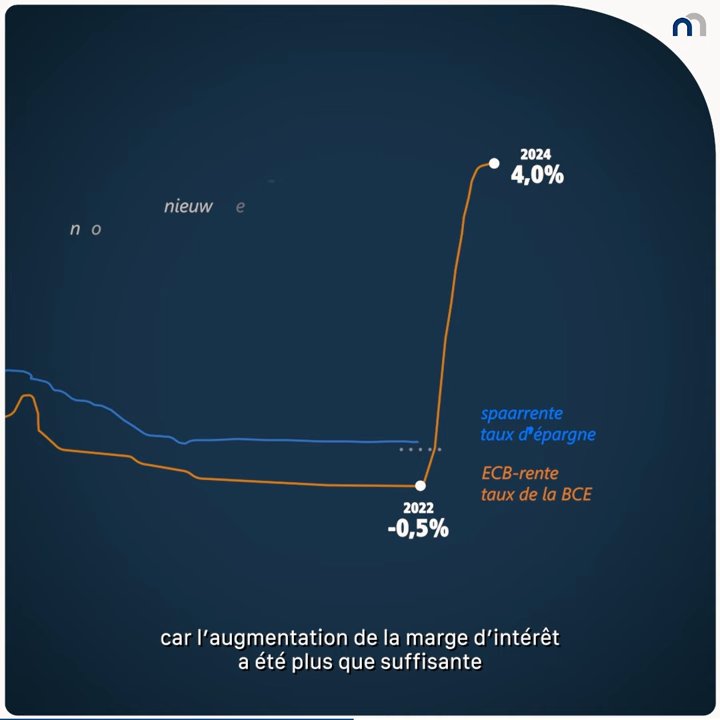 2024
4,0%
nieuw e
n o
spaarrente
taux d'épargne
ECB-rente
taux de la BCE
2022
-0,5%
car l'augmentation de la marge d'intérêt
a été plus que suffisante